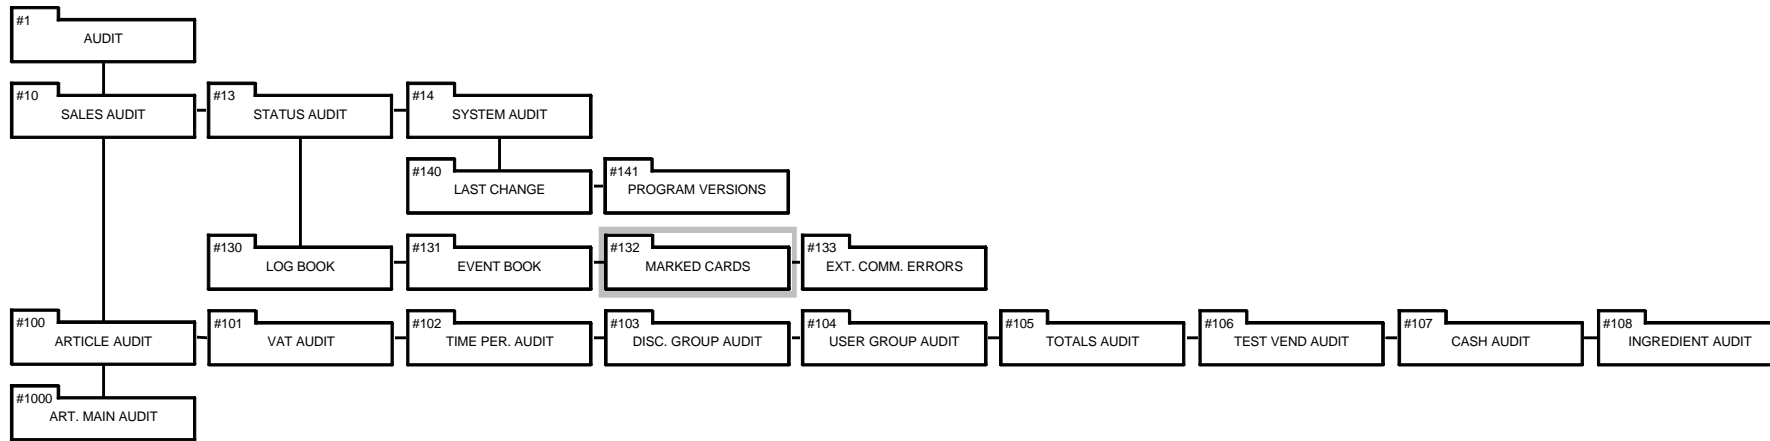 #1
AUDIT
#10
SALES AUDIT
#13
STATUS AUDIT
#14
SYSTEM AUDIT
#140
LAST CHANGE
#141
PROGRAM VERSIONS
#130
LOG BOOK
#131
EVENT BOOK
#132
MARKED CARDS
#133
EXT. COMM. ERRORS
#100
ARTICLE AUDIT
#101
VAT AUDIT
#102
TIME PER. AUDIT
#103
DISC. GROUP AUDIT
#104
USER GROUP AUDIT
#105
TOTALS AUDIT
#106
TEST VEND AUDIT
#107
CASH AUDIT
#108
INGREDIENT AUDIT
#1000
ART. MAIN AUDIT